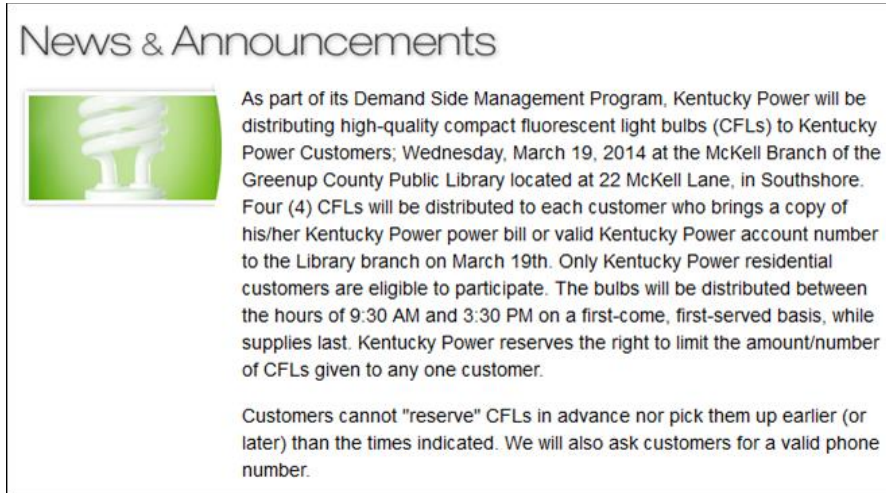 News & Announcements
As part of its Demand Side Management Program, Kentucky Power will be
distributing high-quality compact fluorescent light bulbs (CFLs) to Kentucky
Power Customers; Wednesday, March 19, 2014 at the McKell Branch of the
Greenup County Public Library located at 22 McKell Lane, in Southshore.
Four (4) CFLs will be distributed to each customer who brings a copy of
his/her Kentucky Power power bill or valid Kentucky Power account number
to the Library branch on March 19th. Only Kentucky Power residential
customers are eligible to participate. The bulbs will be distributed between
the hours of 9:30 AM and 3:30 PM on a first-come, first-served basis, while
supplies last. Kentucky Power reserves the right to limit the amount/number
of CFLs given to any one customer.
Customers cannot "reserve" CFLs in advance nor pick them up earlier (or
later) than the times indicated. We will also ask customers for a valid phone
number.